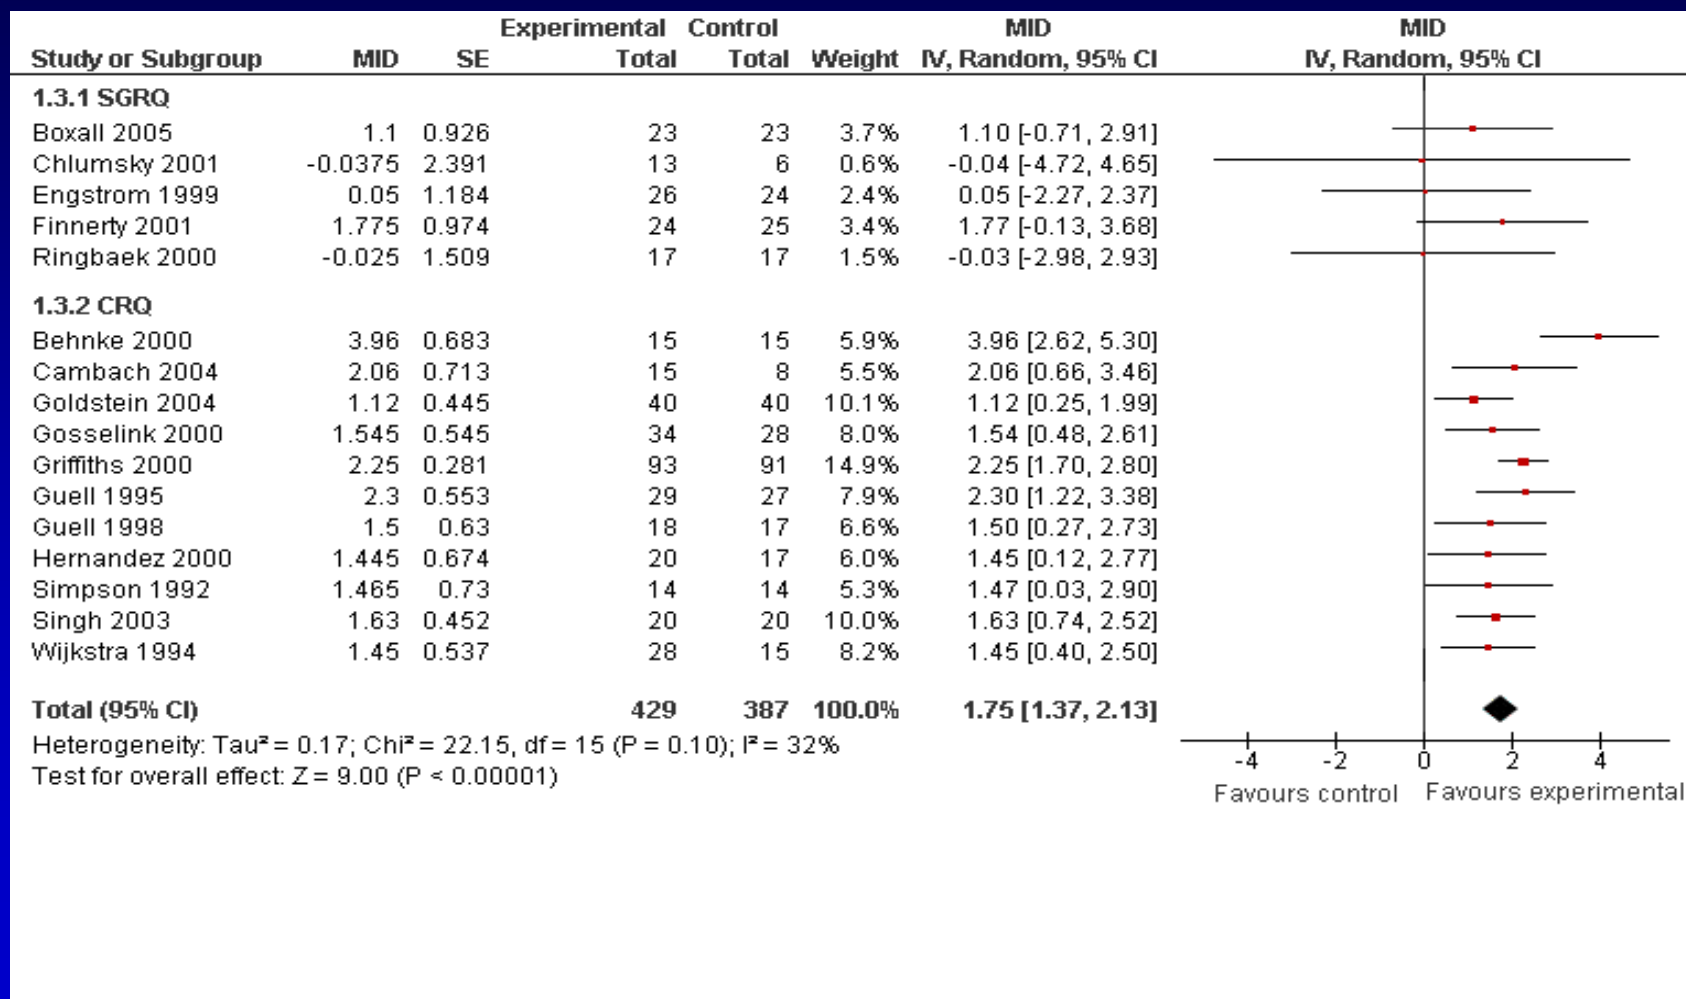 Experimental Control MID MID
Study or Subgroup MID SE Total Total Weight IV, Random, 95% CI IV, Random, 95% CI
1.3.1 SGRQ
Boxall 2005 1.1 0.926 23 23 3.7% 1.10 [-0.71, 2.91]
Chlumsky 2001 -0.0375 2.391 13 6 0.6% -0.04 [-4.72, 4.65]
Engstrom 1999 0.05 1.184 26 24 2.4% 0.05 [-2.27, 2.37]
Finnerty 2001 1.775 0.974 24 25 3.4% 1.77 [-0.13, 3.68]
Ringbaek 2000 -0.025 1.509 17 17 1.5% -0.03 [-2.98, 2.93]
1.3.2 CRQ
Behnke 2000 3.96 0.683 15 15 5.9% 3.96 [2.62, 5.30]
Cambach 2004 2.06 0.713 15 8 5.5% 2.06 [0.66, 3.46]
Goldstein 2004 1.12 0.445 40 40 10.1% 1.12 [0.25, 1.99]
Gosselink 2000 1.545 0.545 34 28 8.0% 1.54 [0.48, 2.61]
Griffiths 2000 2.25 0.281 93 91 14.9% 2.25 [1.70, 2.80]
Guell 1995 2.3 0.553 29 27 7.9% 2.30 [1.22, 3.38]
Guell 1998 1.5 0.63 18 17 6.6% 1.50 [0.27, 2.73]
Hernandez 2000 1.445 0.674 20 17 6.0% 1.45 [0.12, 2.77]
Simpson 1992 1.465 0.73 14 14 5.3% 1.47 [0.03, 2.90]
Singh 2003 1.63 0.452 20 20 10.0% 1.63 [0.74, 2.52]
Wijkstra 1994 1.45 0.537 28 15 8.2% 1.45 [0.40, 2.50]
Total (95% CI) 429 387 100.0% 1.75 [1.37, 2.13]
Heterogeneity: Tau² = 0.17; Chi² = 22.15, df = 15 (P = 0.10); I² = 32%
Test for overall effect: Z = 9.00 (P < 0.00001)
-4 -2 0 2 4
Favours control Favours experimental